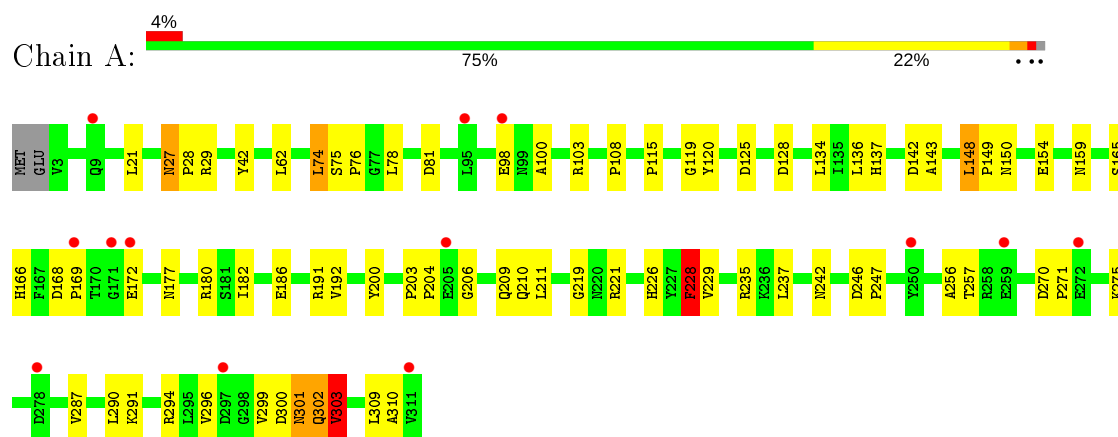 4%
Chain A:
75% 22% • • •
MET GLU V3 Q9 L21 N27 P28 R29 Y42 L62 L74 S75 P76 G77 L78 D81 L95 E98 N99 A100 R103 P108 P115 G119 Y120 D125 D128 L134 I135 L136 H137 D142 A143 L148 P149 N150 E154 N159 S165
H166 F167 D168 P169 T170 G171 E172 N177 R180 S181 I182 E186 R191 V192 Y200 P203 P204 E205 G206 Q209 Q210 L211 G219 N220 R221 H226 Y227 F228 V229 R235 K236 L237 N242 D246 P247 Y250 A256 T257 R258 E259 D270 P271 E272 K275
D278 V287 L290 K291 R294 L295 V296 D297 G298 V299 D300 N301 Q302 V303 L309 A310 V311